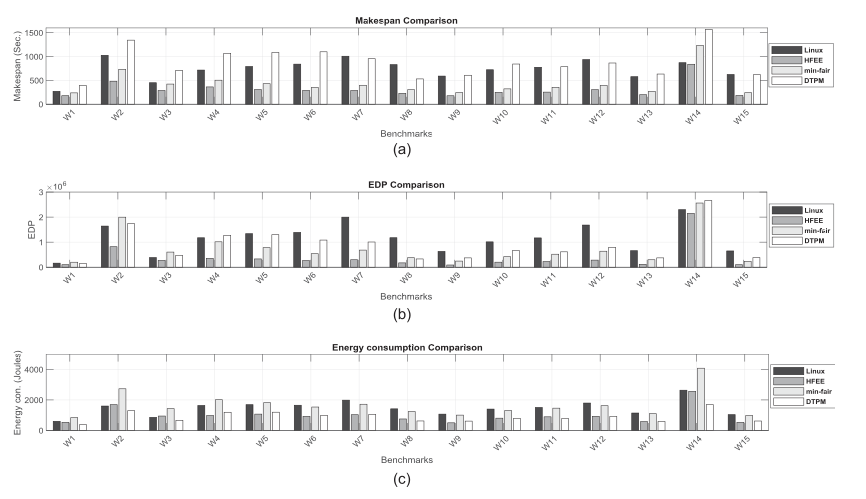 Makespan Comparison
Makespan (Sec.)
1500
1000
500
0
W1 W2 W3 W4 W5 W6 W7 W8 W9 W10 W11 W12 W13 W14 W15
Benchmarks
Linux
HFEE
min-fair
DTPM
(a)
EDP Comparison
×10^6
EDP
3
2
1
0
W1 W2 W3 W4 W5 W6 W7 W8 W9 W10 W11 W12 W13 W14 W15
Benchmarks
Linux
HFEE
min-fair
DTPM
(b)
Energy consumption Comparison
Energy con. (Joules)
4000
2000
0
W1 W2 W3 W4 W5 W6 W7 W8 W9 W10 W11 W12 W13 W14 W15
Benchmarks
Linux
HFEE
min-fair
DTPM
(c)